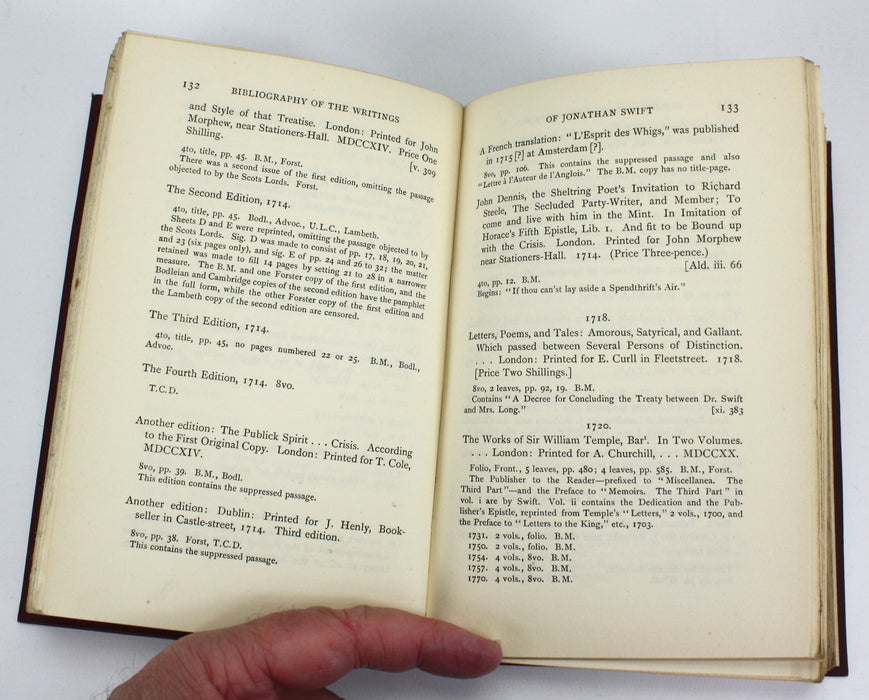 132 BIBLIOGRAPHY OF THE WRITINGS
and Style of that Treatise. London: Printed for John
Morphew, near Stationers-Hall. MDCCXIV. Price One
Shilling. [v. 309
4to, title, pp. 45. B.M., Forst.
There was a second issue of the first edition, omitting the passage
objected to by the Scots Lords. Forst.
The Second Edition, 1714.
4to, title, pp. 45. Bodl., Advoc., U.L.C., Lambeth.
Sheets D and E were reprinted, omitting the passage objected to by
the Scots Lords. Sig. D was made to consist of pp. 17, 18, 19, 20, 21,
and 23 (six pages only), and sig. E of pp. 24 and 26 to 32; the matter
retained was made to fill 14 pages by setting 21 to 28 in a narrower
measure. The B.M. and one Forster copy of the first edition, and the
Bodleian and Cambridge copies of the second edition have the pamphlet
in the full form, while the other Forster copy of the first edition and
the Lambeth copy of the second edition are censored.
The Third Edition, 1714.
4to, title, pp. 45, no pages numbered 22 or 25. B.M., Bodl.,
Advoc.
The Fourth Edition, 1714. 8vo.
T.C.D.
Another edition: The Publick Spirit . . . Crisis. According
to the First Original Copy. London: Printed for T. Cole,
MDCCXIV.
8vo, pp. 39. B.M., Bodl.
This edition contains the suppressed passage.
Another edition: Dublin: Printed for J. Henly, Book-
seller in Castle-street, 1714. Third edition.
8vo, pp. 38. Forst, T.C.D.
This contains the suppressed passage.
OF JONATHAN SWIFT 133
A French translation: "L'Esprit des Whigs," was published
in 1715 [?] at Amsterdam [?].
8vo, pp. 106. This contains the suppressed passage and also
"Lettre à l'Auteur de l'Anglois." The B.M. copy has no title-page.
John Dennis, the Sheltring Poet's Invitation to Richard
Steele, The Secluded Party-Writer, and Member; To
come and live with him in the Mint. In Imitation of
Horace's Fifth Epistle, Lib. 1. And fit to be Bound up
with the Crisis. London. Printed for John Morphew
near Stationers-Hall. 1714. (Price Three-pence.)
[Ald. iii. 66
4to, pp. 12. B.M.
Begins: "If thou can'st lay aside a Spendthrift's Air."
1718.
Letters, Poems, and Tales: Amorous, Satyrical, and Gallant.
Which passed between Several Persons of Distinction.
. . . London: Printed for E. Curll in Fleetstreet. 1718.
[Price Two Shillings.]
8vo, 2 leaves, pp. 92, 19. B.M.
Contains "A Decree for Concluding the Treaty between Dr. Swift
and Mrs. Long." [xi. 383
1720.
The Works of Sir William Temple, Barᵗ. In Two Volumes.
. . . London: Printed for A. Churchill, . . . MDCCXX.
Folio, Front., 5 leaves, pp. 480; 4 leaves, pp. 585. B.M., Forst.
The Publisher to the Reader—prefixed to "Miscellanea. The
Third Part"—and the Preface to "Memoirs. The Third Part" in
vol. i are by Swift. Vol. ii contains the Dedication and the Pub-
lisher's Epistle, reprinted from Temple's "Letters," 2 vols., 1700, and
the Preface to "Letters to the King," etc., 1703.
1731. 2 vols., folio. B.M.
1750. 2 vols., folio. B.M.
1754. 4 vols., 8vo. B.M.
1757. 4 vols., 8vo. B.M.
1770. 4 vols., 8vo. B.M.